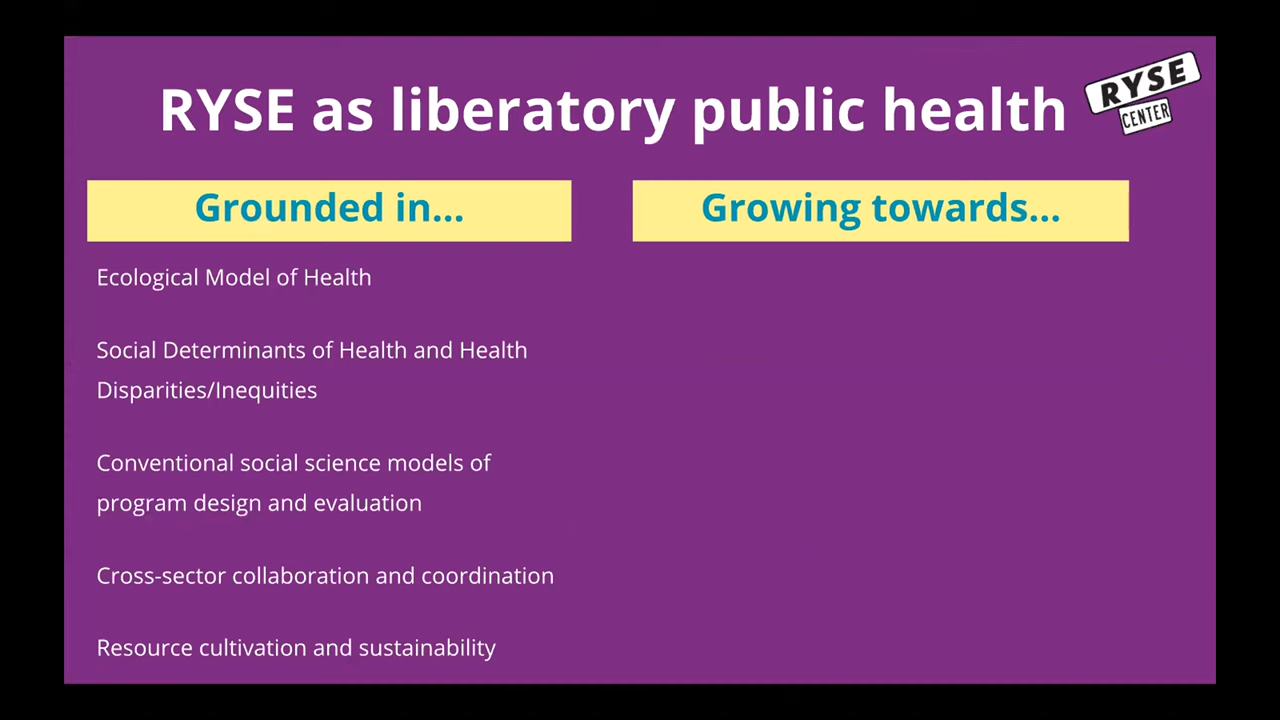 RYSE as liberatory public health
RYSE
CENTER
Grounded in...
Growing towards...
Ecological Model of Health
Social Determinants of Health and Health
Disparities/Inequities
Conventional social science models of
program design and evaluation
Cross-sector collaboration and coordination
Resource cultivation and sustainability